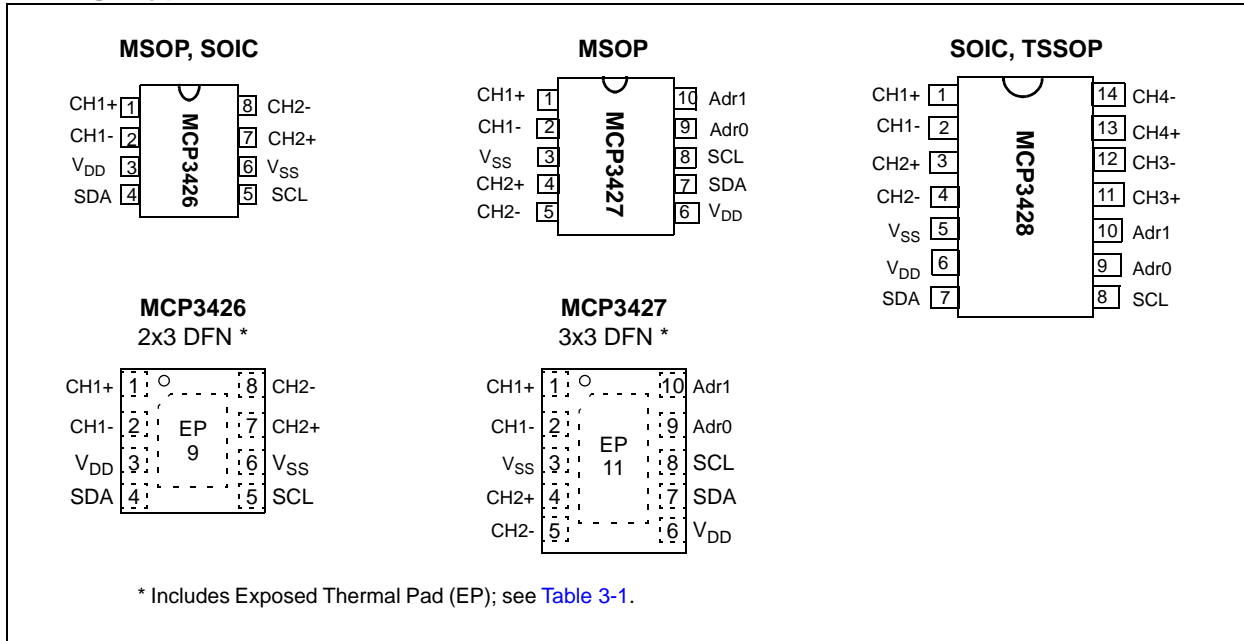 MSOP, SOIC
CH1+ 1
CH1- 2
VDD 3
SDA 4
MCP3426
8 CH2-
7 CH2+
6 VSS
5 SCL
MSOP
CH1+ 1
CH1- 2
VSS 3
CH2+ 4
CH2- 5
MCP3427
10 Adr1
9 Adr0
8 SCL
7 SDA
6 VDD
SOIC, TSSOP
CH1+ 1
CH1- 2
CH2+ 3
CH2- 4
VSS 5
VDD 6
SDA 7
MCP3428
14 CH4-
13 CH4+
12 CH3-
11 CH3+
10 Adr1
9 Adr0
8 SCL
MCP3426
2x3 DFN *
CH1+ 1
CH1- 2
VDD 3
SDA 4
EP
9
8 CH2-
7 CH2+
6 VSS
5 SCL
MCP3427
3x3 DFN *
CH1+ 1
CH1- 2
VSS 3
CH2+ 4
CH2- 5
EP
11
10 Adr1
9 Adr0
8 SCL
7 SDA
6 VDD
* Includes Exposed Thermal Pad (EP); see Table 3-1.